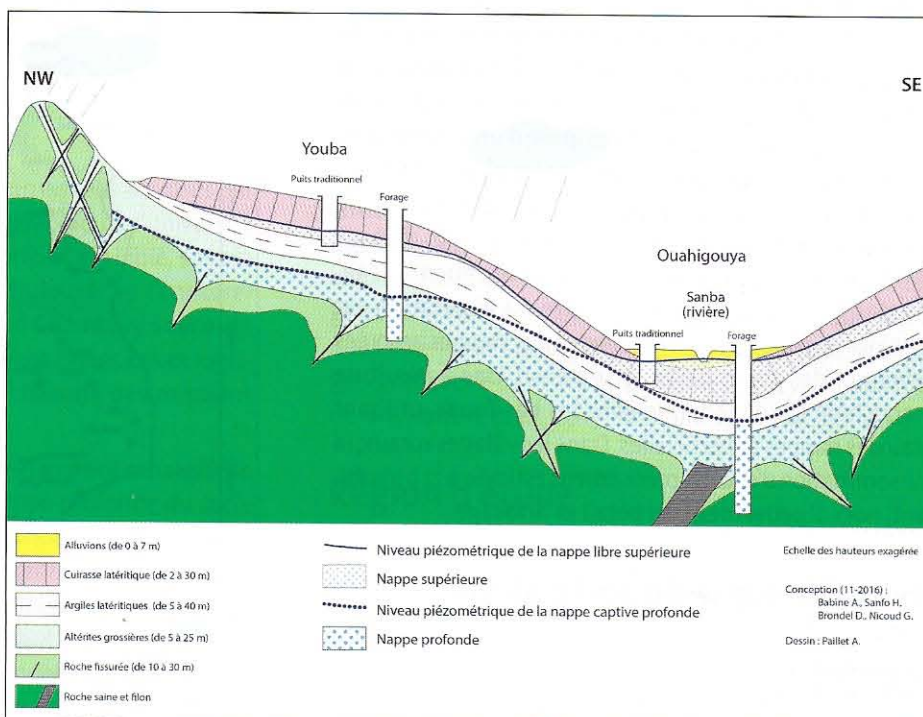 NW
SE
Youba
Puits traditionnel
Forage
Ouahigouya
Sanba
(rivière)
Puits traditionnel
Forage
Alluvions (de 0 à 7 m)
Cuirasse latéritique (de 2 à 30 m)
Argiles latéritiques (de 5 à 40 m)
Altérites grossières (de 5 à 25 m)
Roche fissurée (de 10 à 30 m)
Roche saine et filon
Niveau piézométrique de la nappe libre supérieure
Nappe supérieure
Niveau piézométrique de la nappe captive profonde
Nappe profonde
Echelle des hauteurs exagérée
Conception (11-2016) :
Babine A., Sanfo H.,
Brondel D., Nicoud G.
Dessin : Paillet A.